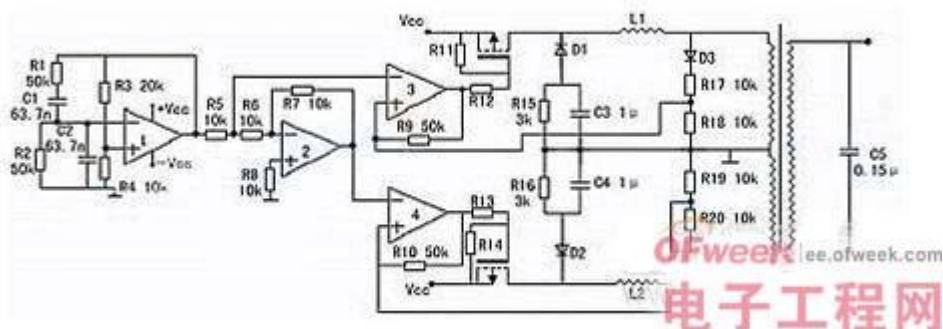 R1
50k
C1
63.7n
R2
50k
C2
63.7n
R3 20k
R4 10k
+Vcc
1
R5
10k
R6
10k
R7 10k
2
R8
10k
Vcc
R11
3
R12
R9 50k
4
R13
R14
R10 50k
Vcc
D1
R15
3k
C3 1μ
R16
3k
C4 1μ
D2
L1
D3
R17 10k
R18 10k
R19 10k
R20 10k
L2
C5
0.15μ
OFweek
ee.ofweek.com
电子工程网